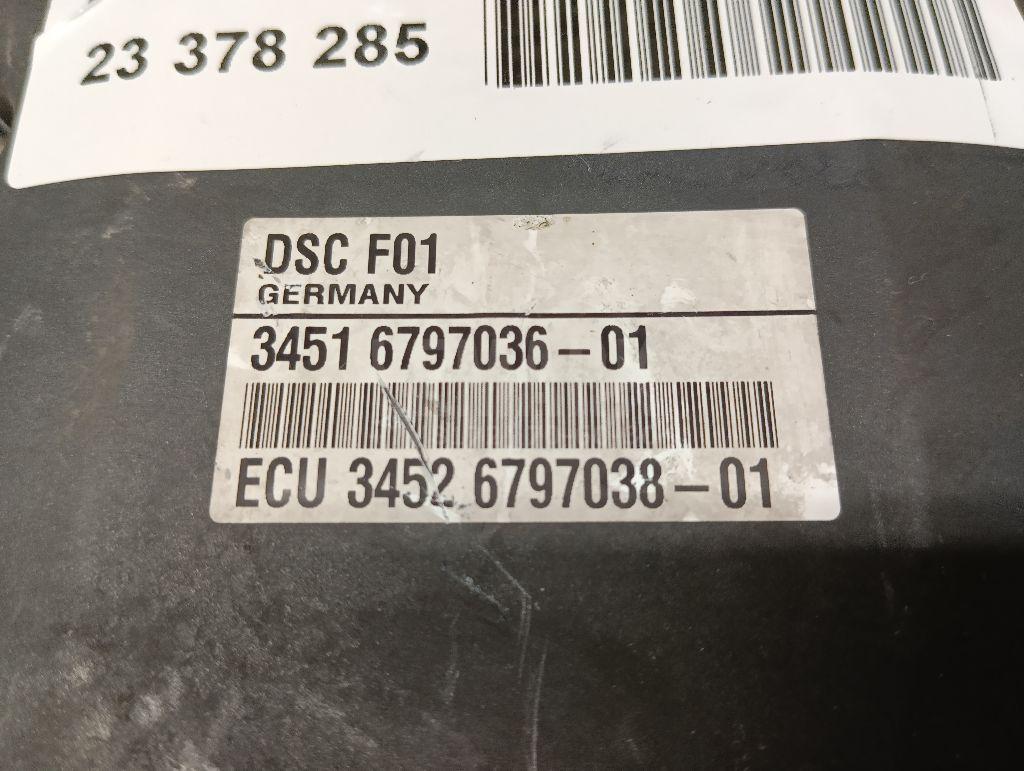 23 378 285
DSC F01
GERMANY
3451 6797036-01
ECU 3452 6797038-01